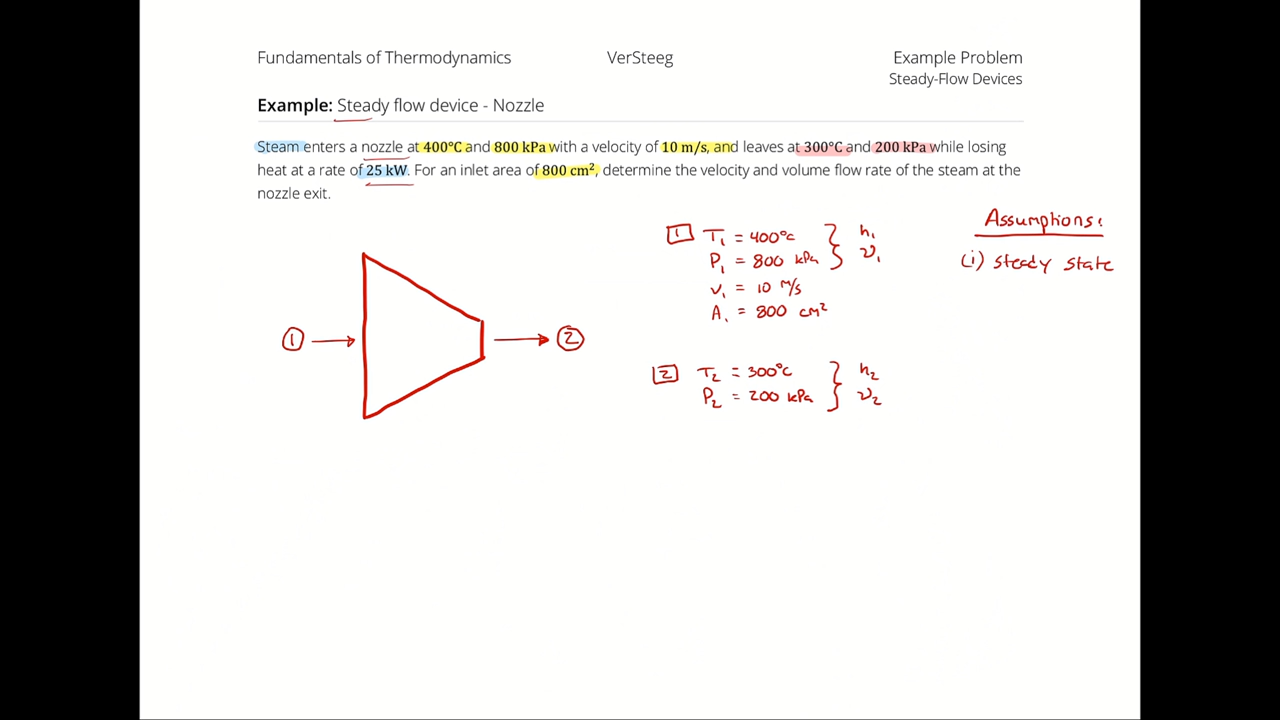 Fundamentals of Thermodynamics VerSteeg Example Problem
Steady-Flow Devices
Example: Steady flow device - Nozzle
Steam enters a nozzle at 400°C and 800 kPa with a velocity of 10 m/s, and leaves at 300°C and 200 kPa while losing
heat at a rate of 25 kW. For an inlet area of 800 cm², determine the velocity and volume flow rate of the steam at the
nozzle exit.
Assumptions:
(i) steady state
1 T₁ = 400°C } h₁
P₁ = 800 kPa ν₁
v₁ = 10 m/s
A₁ = 800 cm²
① ②
2 T₂ = 300°C } h₂
P₂ = 200 kPa ν₂